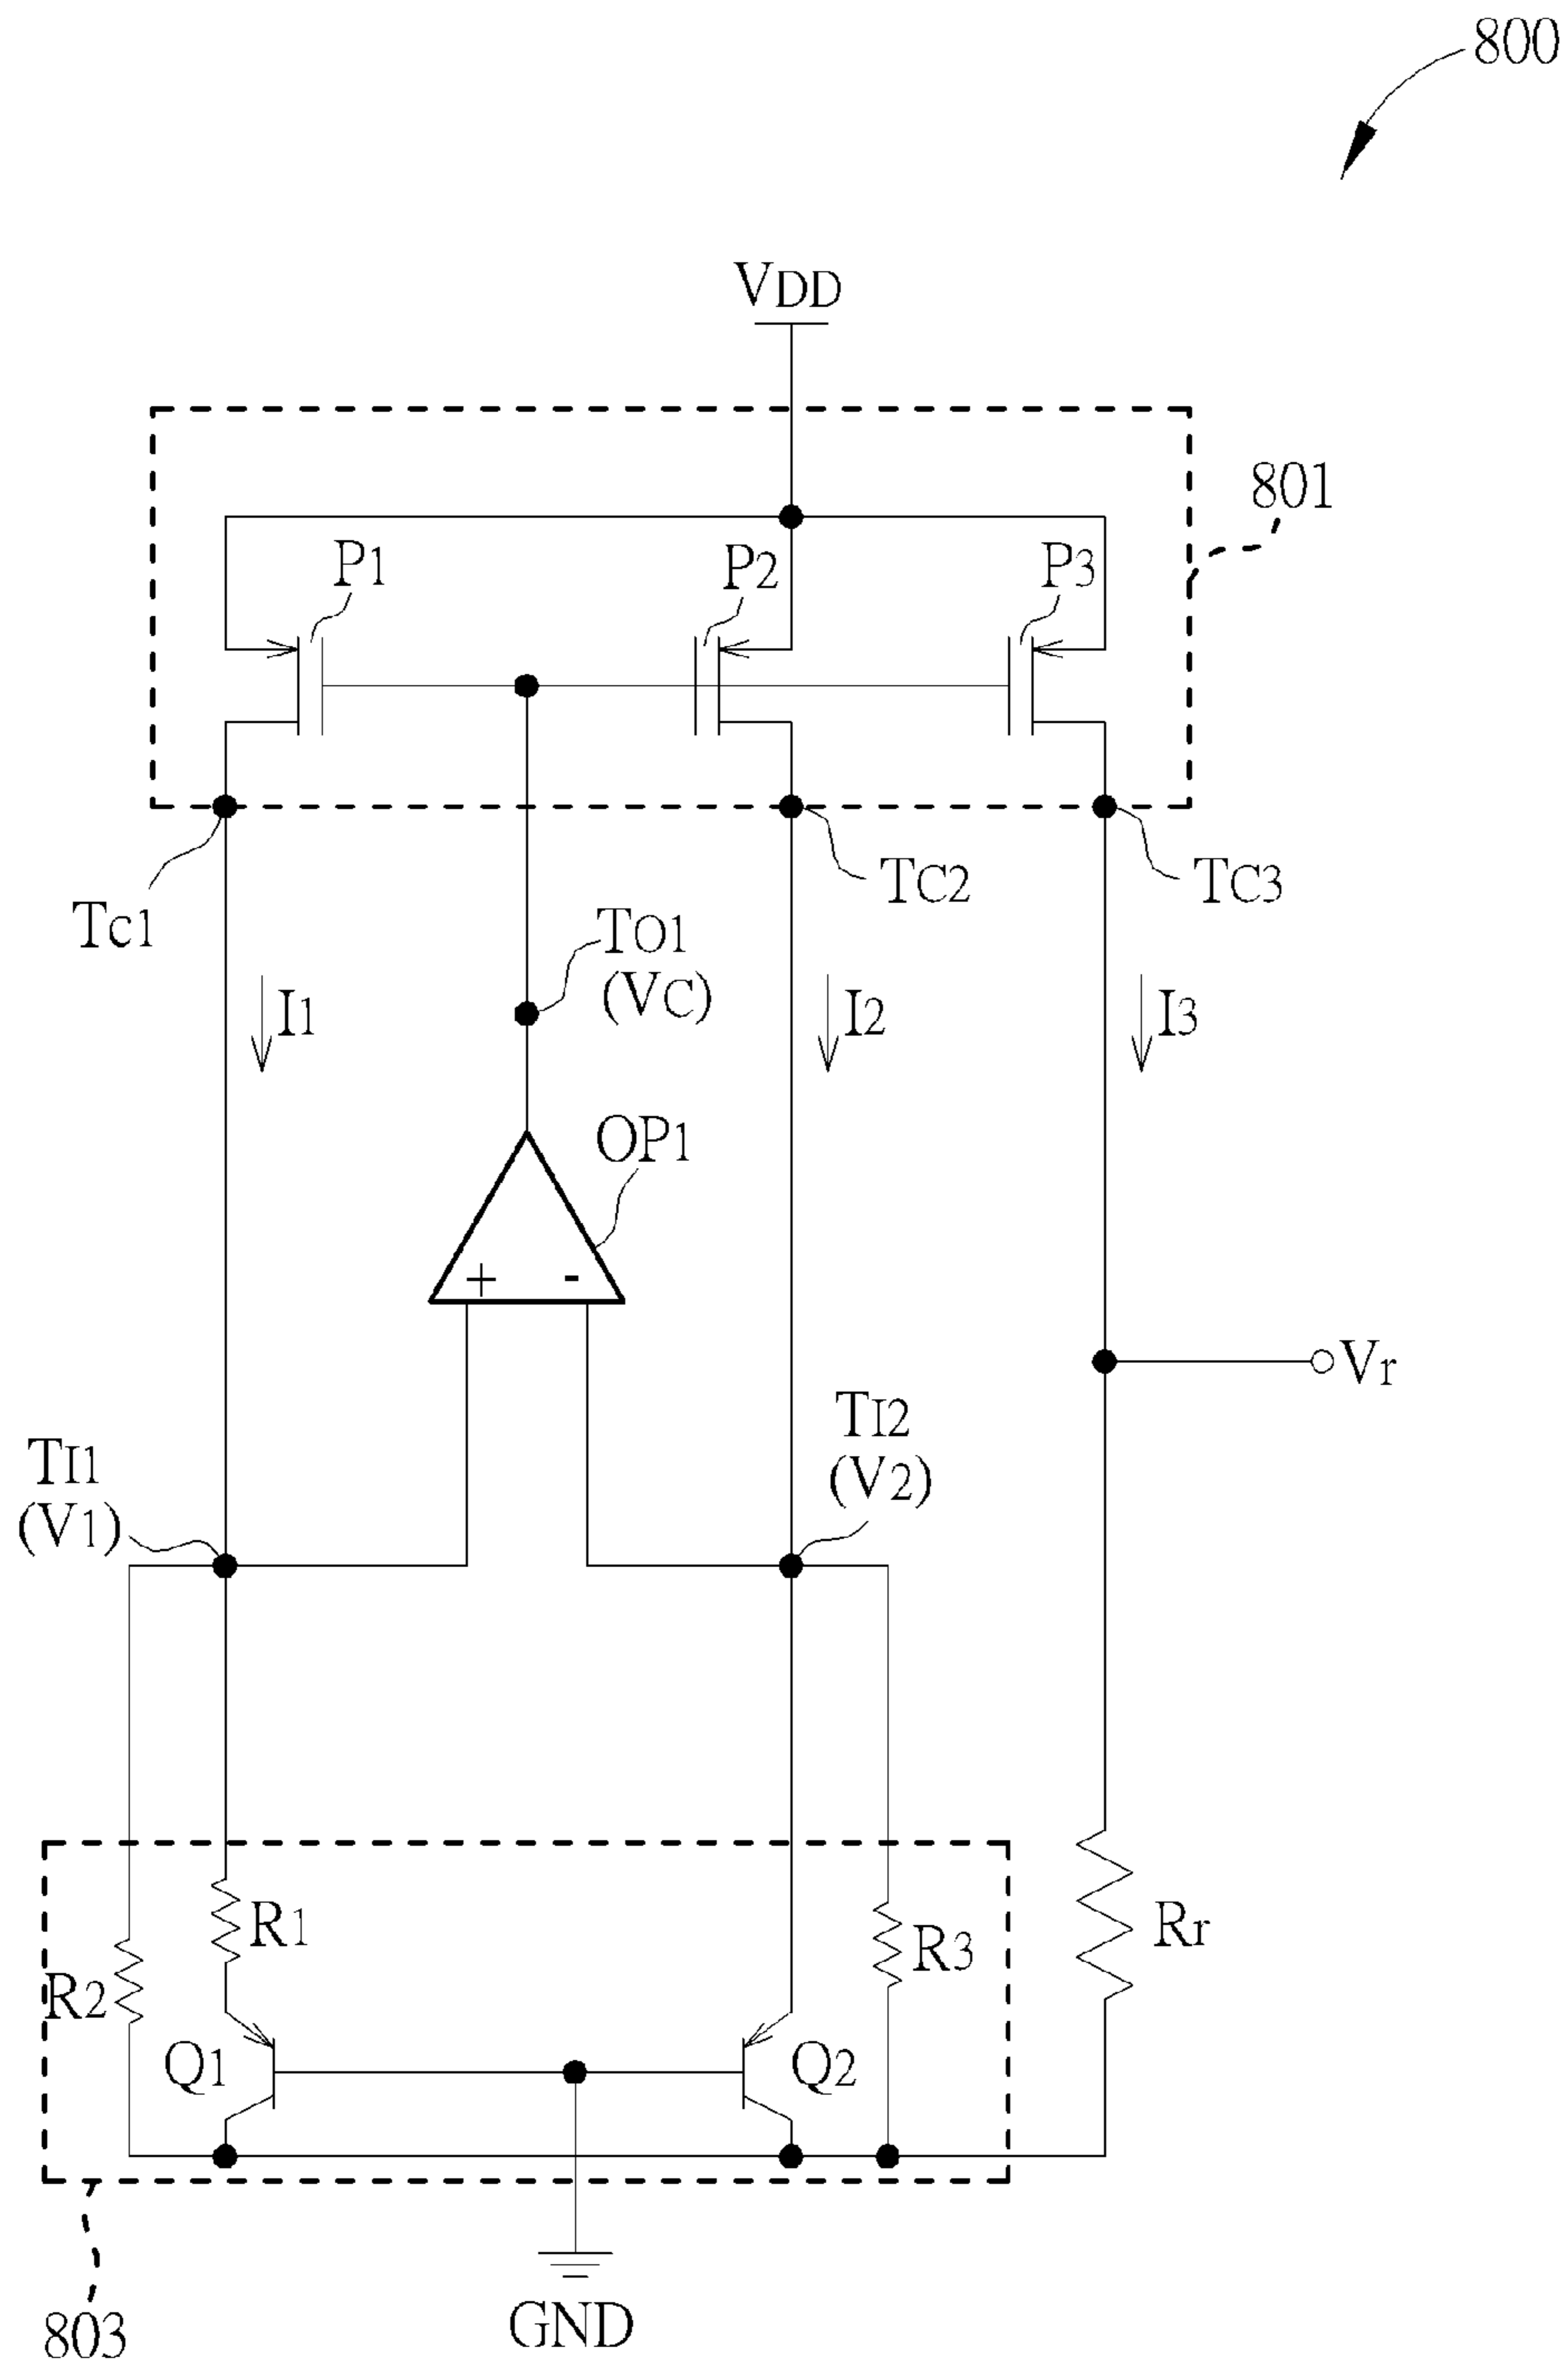 800
VDD
801
P1
P2
P3
TC1
TC2
TC3
TO1
(VC)
I1
I2
I3
OP1
+
-
Vr
TI1
(V1)
TI2
(V2)
R1
R2
R3
Rr
Q1
Q2
GND
803